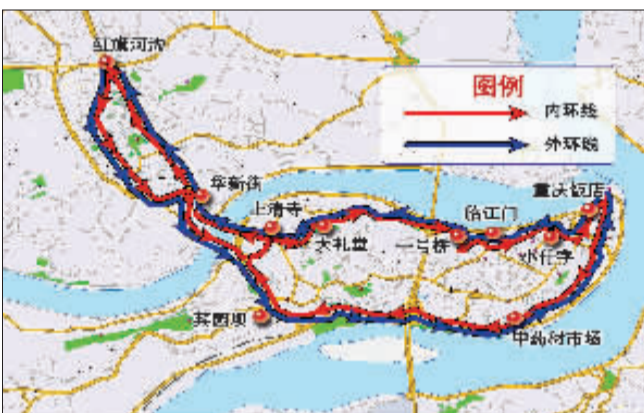 红旗河沟
图例
内环线
外环线
华新街
重庆饭店
上清寺
临江门
大礼堂
一号桥
小什字
菜园坝
中药材市场